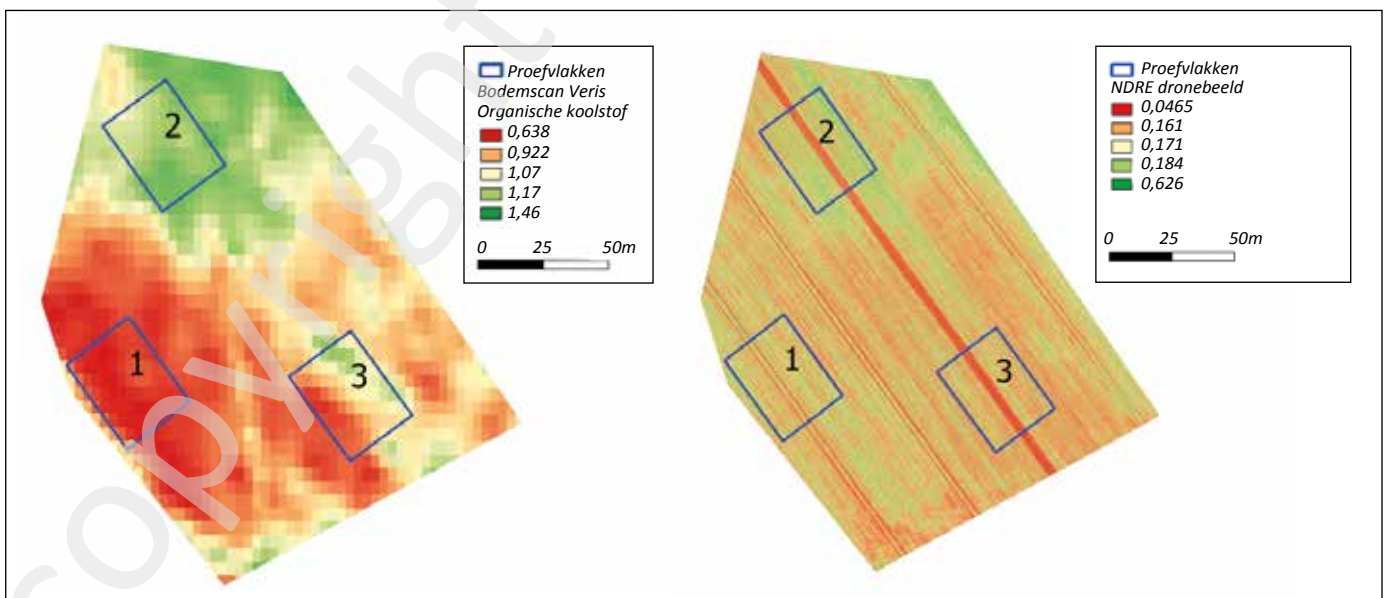 Proefvlakken
Bodemscan Veris
Organische koolstof
0,638
0,922
1,07
1,17
1,46
0 25 50m
2
1
3
Proefvlakken
NDRE dronebeeld
0,0465
0,161
0,171
0,184
0,626
0 25 50m
2
1
3
copyright